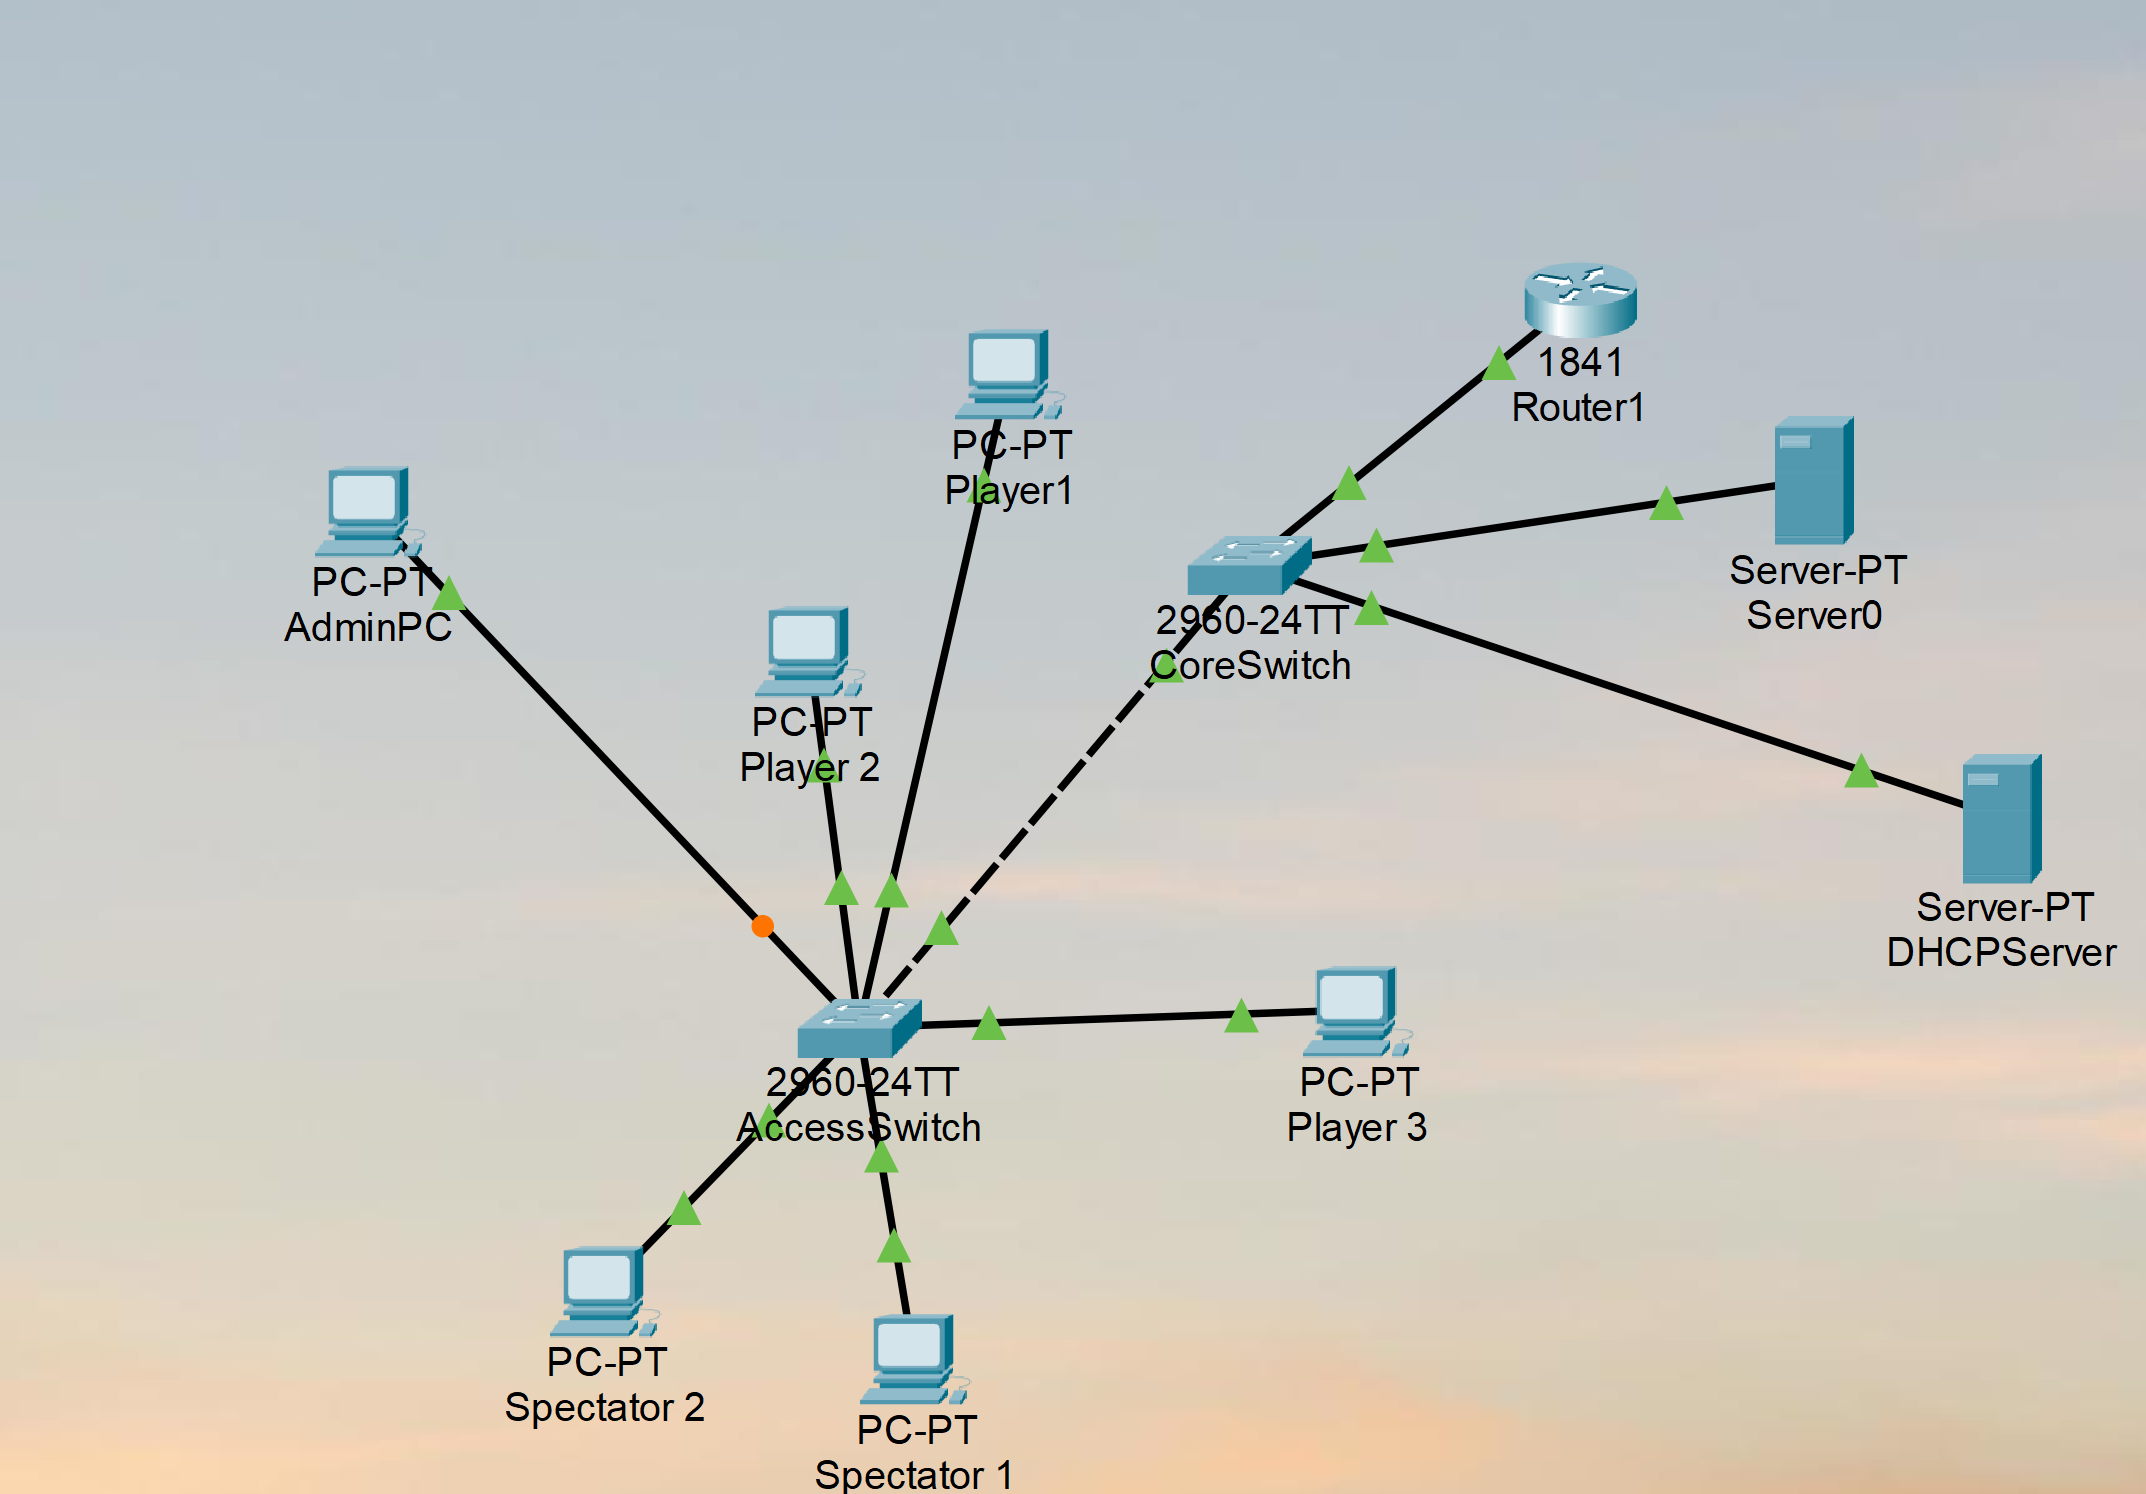 1841
Router1
PC-PT
Player1
PC-PT
AdminPC
Server-PT
Server0
2960-24TT
CoreSwitch
PC-PT
Player 2
Server-PT
DHCPServer
2960-24TT
AccessSwitch
PC-PT
Player 3
PC-PT
Spectator 2
PC-PT
Spectator 1